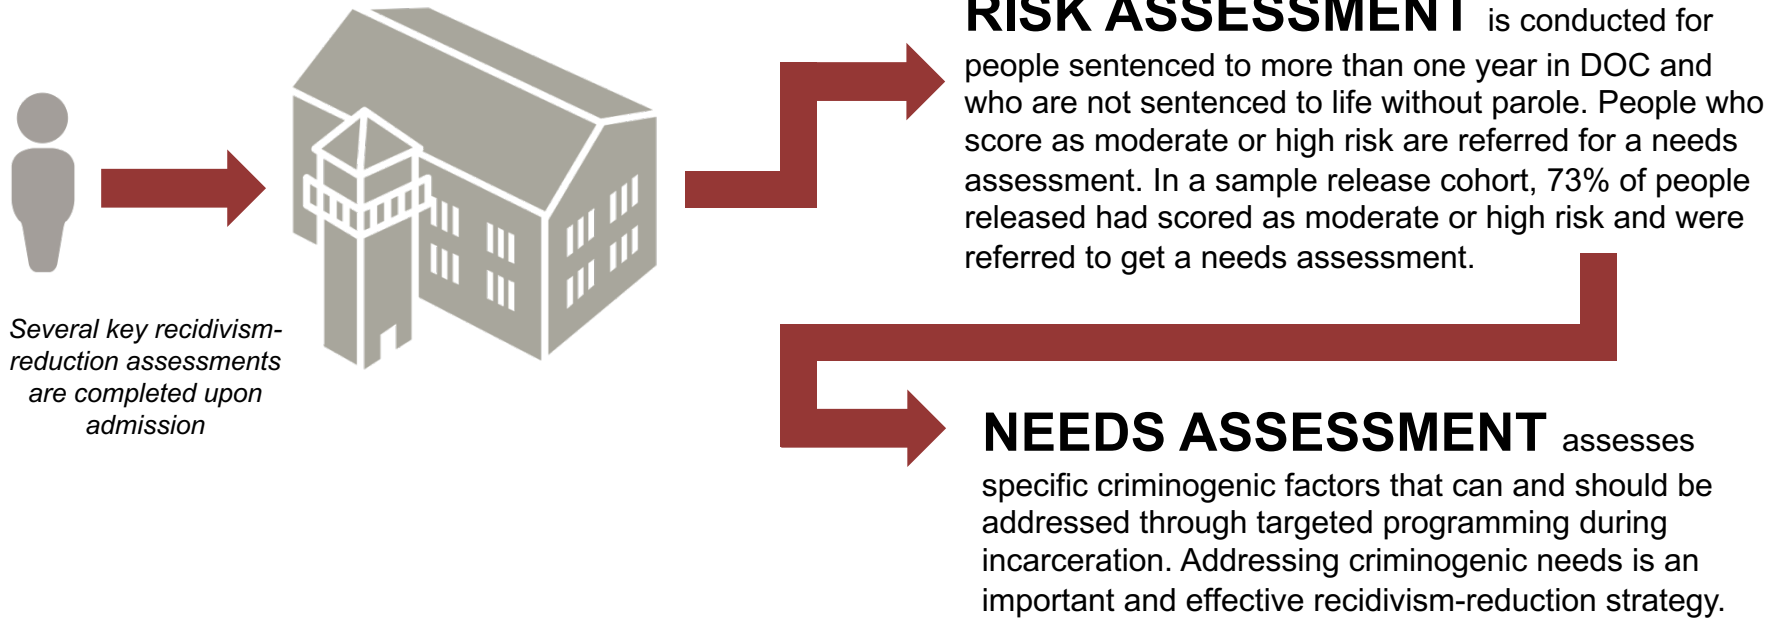 RISK ASSESSMENT is conducted for
people sentenced to more than one year in DOC and
who are not sentenced to life without parole. People who
score as moderate or high risk are referred for a needs
assessment. In a sample release cohort, 73% of people
released had scored as moderate or high risk and were
referred to get a needs assessment.
Several key recidivism-
reduction assessments
are completed upon
admission
NEEDS ASSESSMENT assesses
specific criminogenic factors that can and should be
addressed through targeted programming during
incarceration. Addressing criminogenic needs is an
important and effective recidivism-reduction strategy.